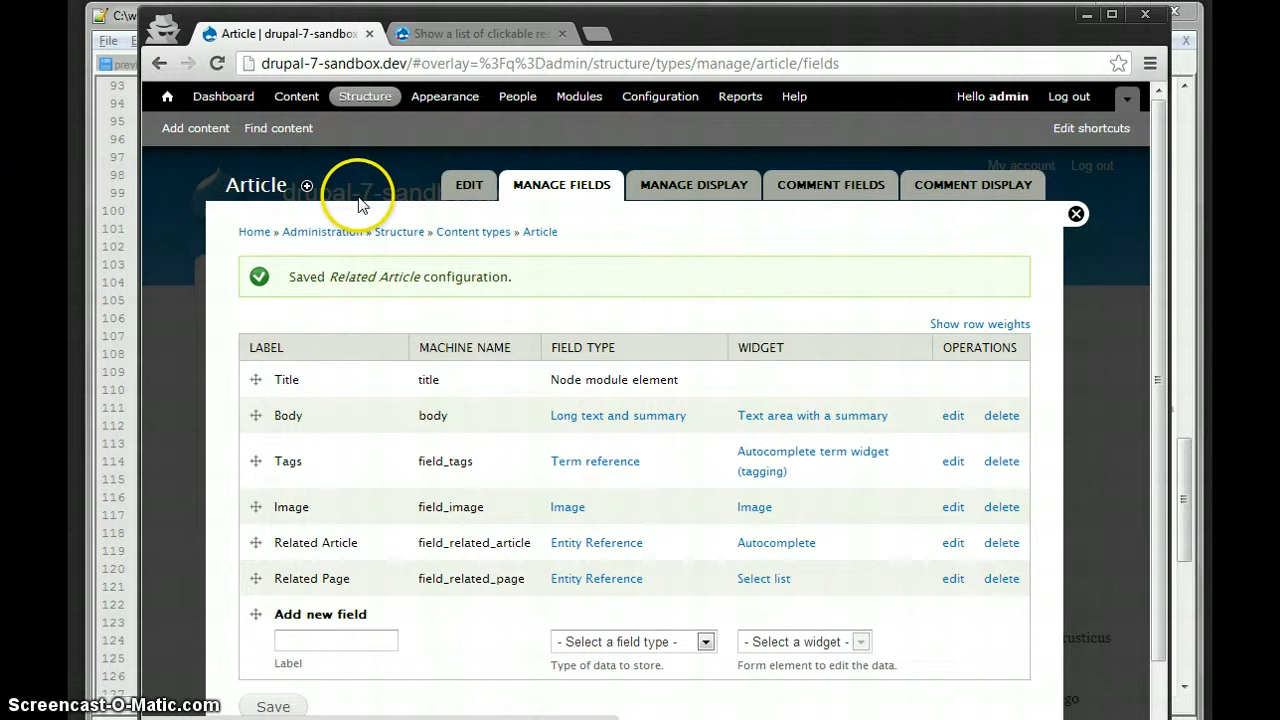 C:\w
Article | drupal-7-sandbox
Show a list of clickable re
File
drupal-7-sandbox.dev/#overlay=%3Fq%3Dadmin/structure/types/manage/article/fields
previ
Dashboard Content Structure Appearance People Modules Configuration Reports Help Hello admin Log out
Add content Find content Edit shortcuts
My account Log out
Article drupal-7-sand EDIT MANAGE FIELDS MANAGE DISPLAY COMMENT FIELDS COMMENT DISPLAY
Home » Administration » Structure » Content types » Article
Saved Related Article configuration.
Show row weights
LABEL MACHINE NAME FIELD TYPE WIDGET OPERATIONS
Title title Node module element
Body body Long text and summary Text area with a summary edit delete
Tags field_tags Term reference Autocomplete term widget (tagging) edit delete
Image field_image Image Image edit delete
Related Article field_related_article Entity Reference Autocomplete edit delete
Related Page field_related_page Entity Reference Select list edit delete
Add new field
- Select a field type - - Select a widget -
Label Type of data to store. Form element to edit the data.
Save
rusticus
go
93
94
95
96
97
98
99
100
101
102
103
104
105
106
107
108
109
110
111
112
113
114
115
116
117
118
119
120
121
122
123
124
125
126
127
Screencast-O-Matic.com